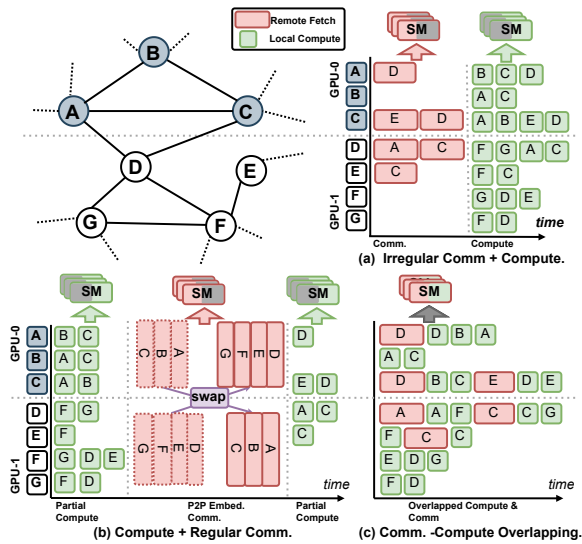 Remote Fetch
Local Compute
B
A
C
D
E
G
F
SM
SM
GPU-0
GPU-1
A
D
B C D
B
A C
C
E D
A B E D
D
A C
F G A C
E
C
F C
F
G D E
G
F D
time
Comm.
Compute
(a) Irregular Comm + Compute.
SM
SM
SM
GPU-0
GPU-1
A
B C
B
A C
C
A B
D
F G
E
F
F
G D E
G
F D
C B A
G F E D
swap
G F E D
C B A
D
E D
A C
C
time
Partial
Compute
P2P Embed.
Comm.
Partial
Compute
(b) Compute + Regular Comm.
SM
D D B A
A C
D B C E D E
A A F C C G
F C C
E D G
F D
time
Overlapped Compute &
Comm
(c) Comm. -Compute Overlapping.